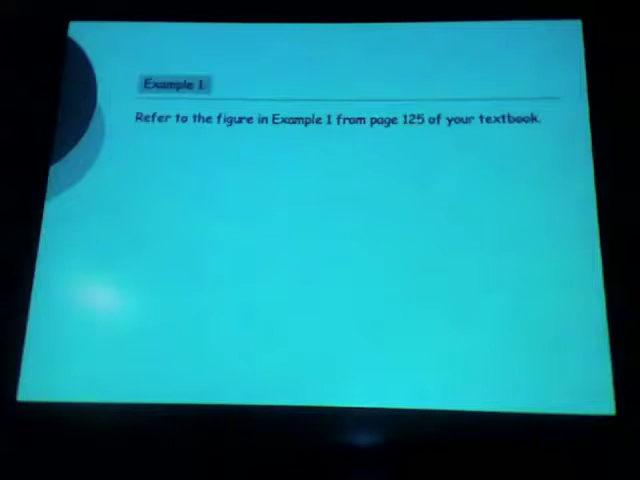 Example 1
Refer to the figure in Example 1 from page 125 of your textbook.